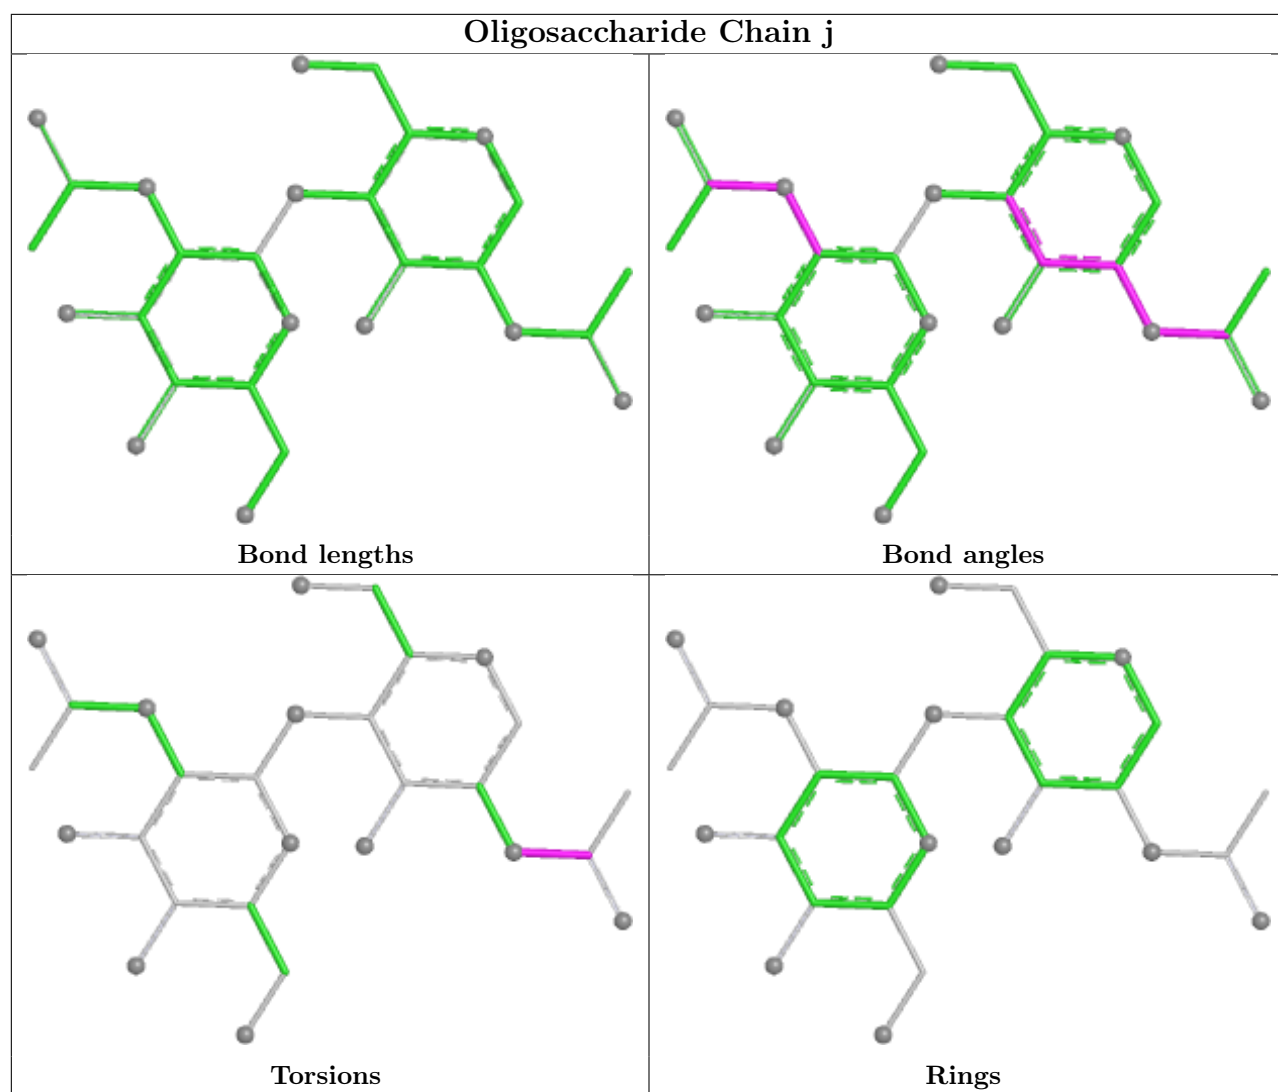 Oligosaccharide Chain j
Bond lengths
Bond angles
Torsions
Rings